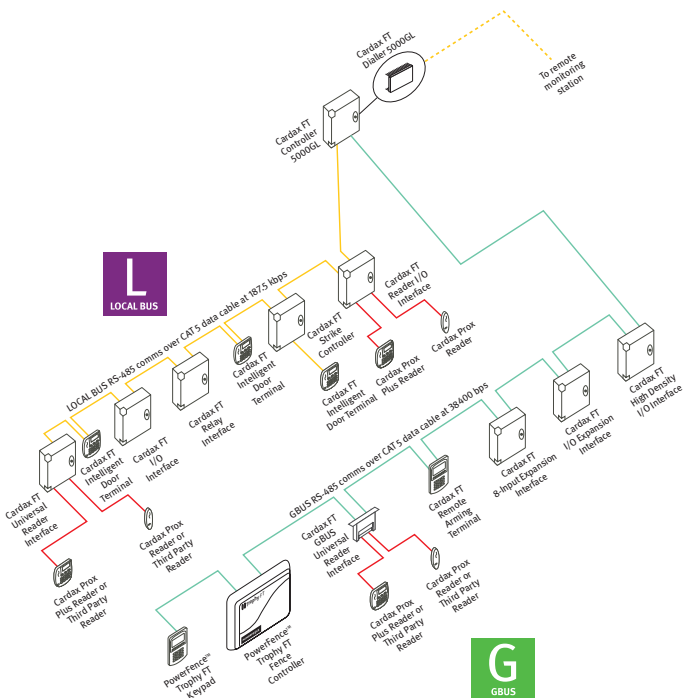 Cardax FT
Dialler 5000GL
To remote
monitoring
station
Cardax FT
Controller
5000GL
L
LOCAL BUS
LOCAL BUS RS-485 comms over CAT 5 data cable at 187.5 kbps
Cardax FT
Reader I/O
Interface
Cardax Prox
Reader
Cardax FT
Strike
Controller
Cardax Prox
Plus Reader
Cardax FT
Intelligent
Door Terminal
Cardax FT
Intelligent
Door
Terminal
Cardax FT
Relay
Interface
Cardax FT
I/O
Interface
Cardax FT
Intelligent
Door
Terminal
Cardax FT
Universal
Reader
Interface
Cardax Prox
Reader or
Third Party
Reader
Cardax Prox
Plus Reader or
Third Party
Reader
GBUS RS-485 comms over CAT 5 data cable at 38400 bps
Cardax FT
High Density
I/O Interface
Cardax FT
I/O Expansion
Interface
Cardax FT
8-Input Expansion
Interface
Cardax FT
Remote
Arming
Terminal
Cardax FT
GBUS
Universal
Reader
Interface
Cardax Prox
Reader or
Third Party
Reader
Cardax Prox
Plus Reader or
Third Party
Reader
Trophy FT
PowerFence™
Trophy FT
Fence
Controller
PowerFence™
Trophy FT
Keypad
G
GBUS